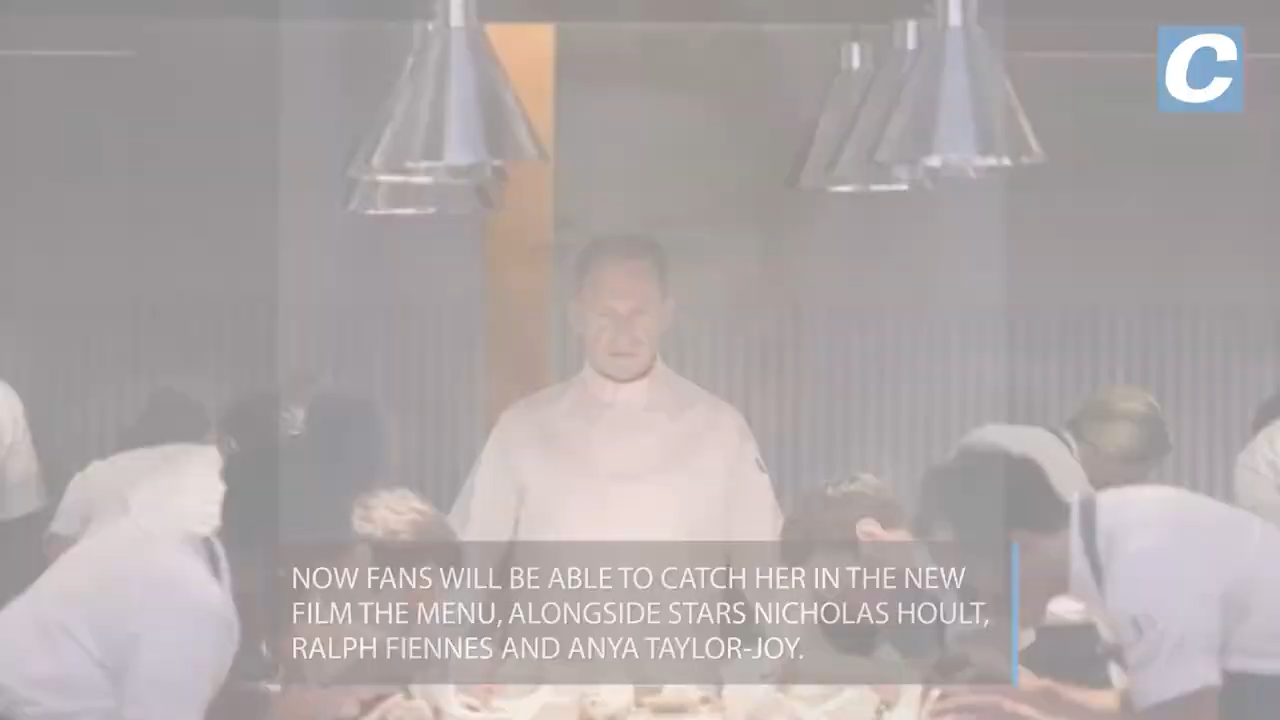 C
NOW FANS WILL BE ABLE TO CATCH HER IN THE NEW
FILM THE MENU, ALONGSIDE STARS NICHOLAS HOULT,
RALPH FIENNES AND ANYA TAYLOR-JOY.